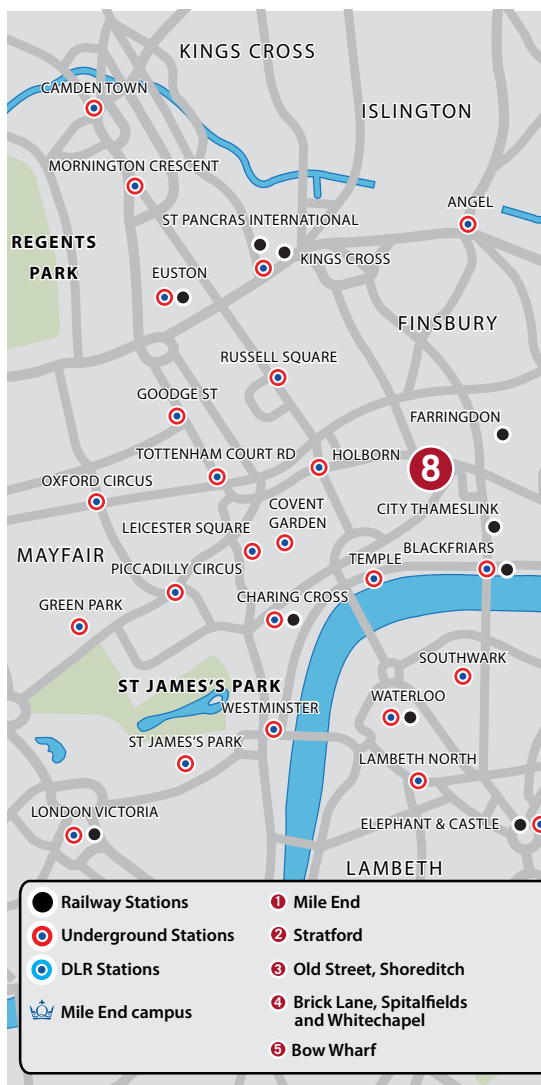 KINGS CROSS
CAMDEN TOWN
ISLINGTON
MORNINGTON CRESCENT
ANGEL
ST PANCRAS INTERNATIONAL
REGENTS
PARK
KINGS CROSS
EUSTON
FINSBURY
RUSSELL SQUARE
GOODGE ST
FARRINGDON
TOTTENHAM COURT RD
HOLBORN
8
OXFORD CIRCUS
COVENT
GARDEN
CITY THAMESLINK
LEICESTER SQUARE
MAYFAIR
BLACKFRIARS
TEMPLE
PICCADILLY CIRCUS
CHARING CROSS
GREEN PARK
SOUTHWARK
ST JAMES'S PARK
WATERLOO
WESTMINSTER
ST JAMES'S PARK
LAMBETH NORTH
LONDON VICTORIA
ELEPHANT & CASTLE
LAMBETH
Railway Stations
Underground Stations
DLR Stations
Mile End campus
1 Mile End
2 Stratford
3 Old Street, Shoreditch
4 Brick Lane, Spitalfields
and Whitechapel
5 Bow Wharf